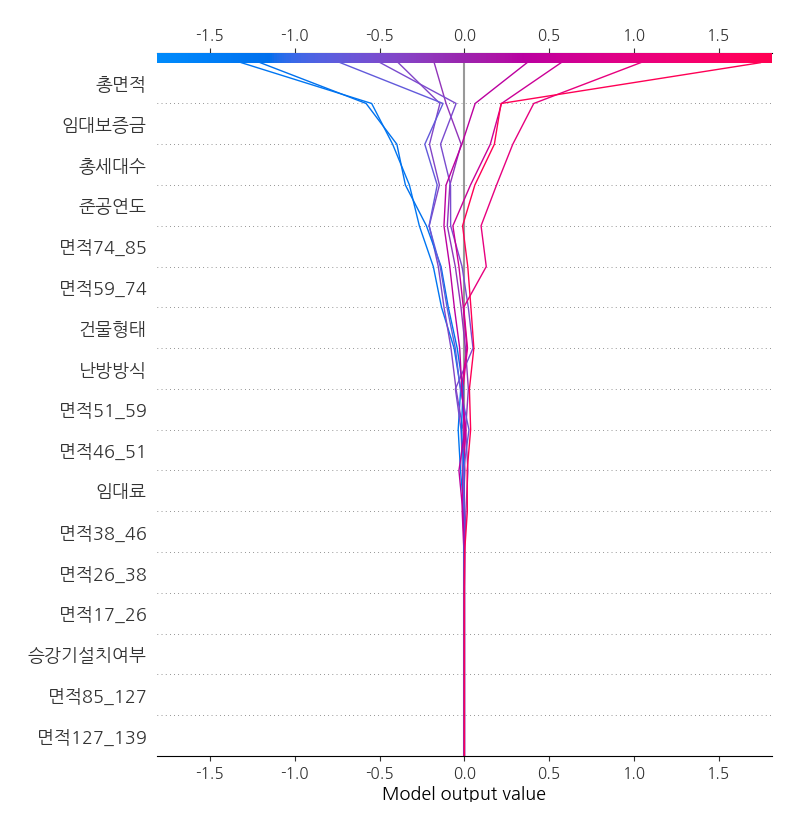 -1.5 -1.0 -0.5 0.0 0.5 1.0 1.5
총면적
임대보증금
총세대수
준공연도
면적74_85
면적59_74
건물형태
난방방식
면적51_59
면적46_51
임대료
면적38_46
면적26_38
면적17_26
승강기설치여부
면적85_127
면적127_139
-1.5 -1.0 -0.5 0.0 0.5 1.0 1.5
Model output value